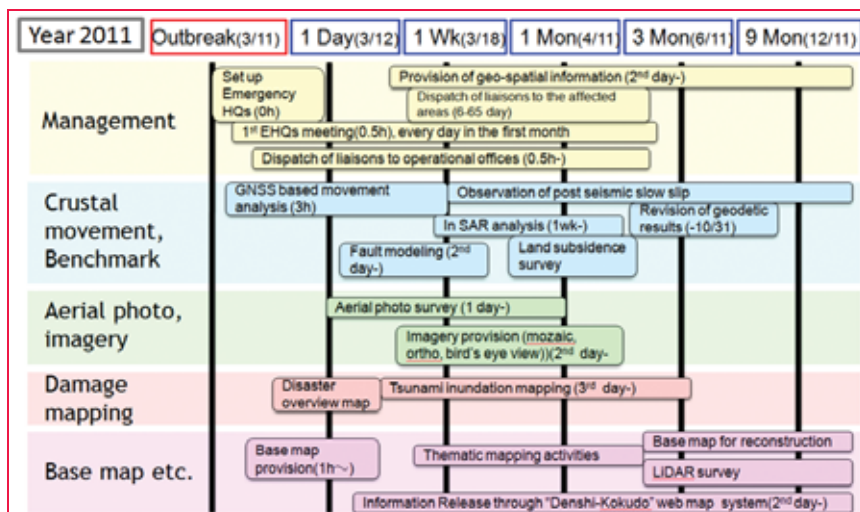 Year 2011 Outbreak(3/11) 1 Day(3/12) 1 Wk(3/18) 1 Mon(4/11) 3 Mon(6/11) 9 Mon(12/11)
Management
Set up
Emergency
HQs (0h)
Provision of geo-spatial information (2nd day-)
Dispatch of liaisons to the affected
areas (6-65 day)
1st EHQs meeting(0.5h), every day in the first month
Dispatch of liaisons to operational offices (0.5h-)
Crustal
movement,
Benchmark
GNSS based movement
analysis (3h)
Observation of post seismic slow slip
In SAR analysis (1wk-)
Revision of geodetic
results (-10/31)
Fault modeling (2nd
day-)
Land subsidence
survey
Aerial photo,
imagery
Aerial photo survey (1 day-)
Imagery provision (mozaic,
ortho, bird's eye view))(2nd day-
Damage
mapping
Disaster
overview map
Tsunami inundation mapping (3rd day-)
Base map etc.
Base map
provision(1h～)
Thematic mapping activities
Base map for reconstruction
LiDAR survey
Information Release through "Denshi-Kokudo" web map system(2nd day-)